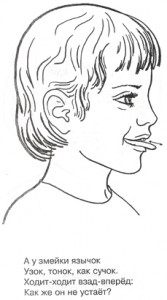 А у змейки язычок
Узок, тонок, как сучок.
Ходит-ходит взад-вперёд:
Как же он не устаёт?